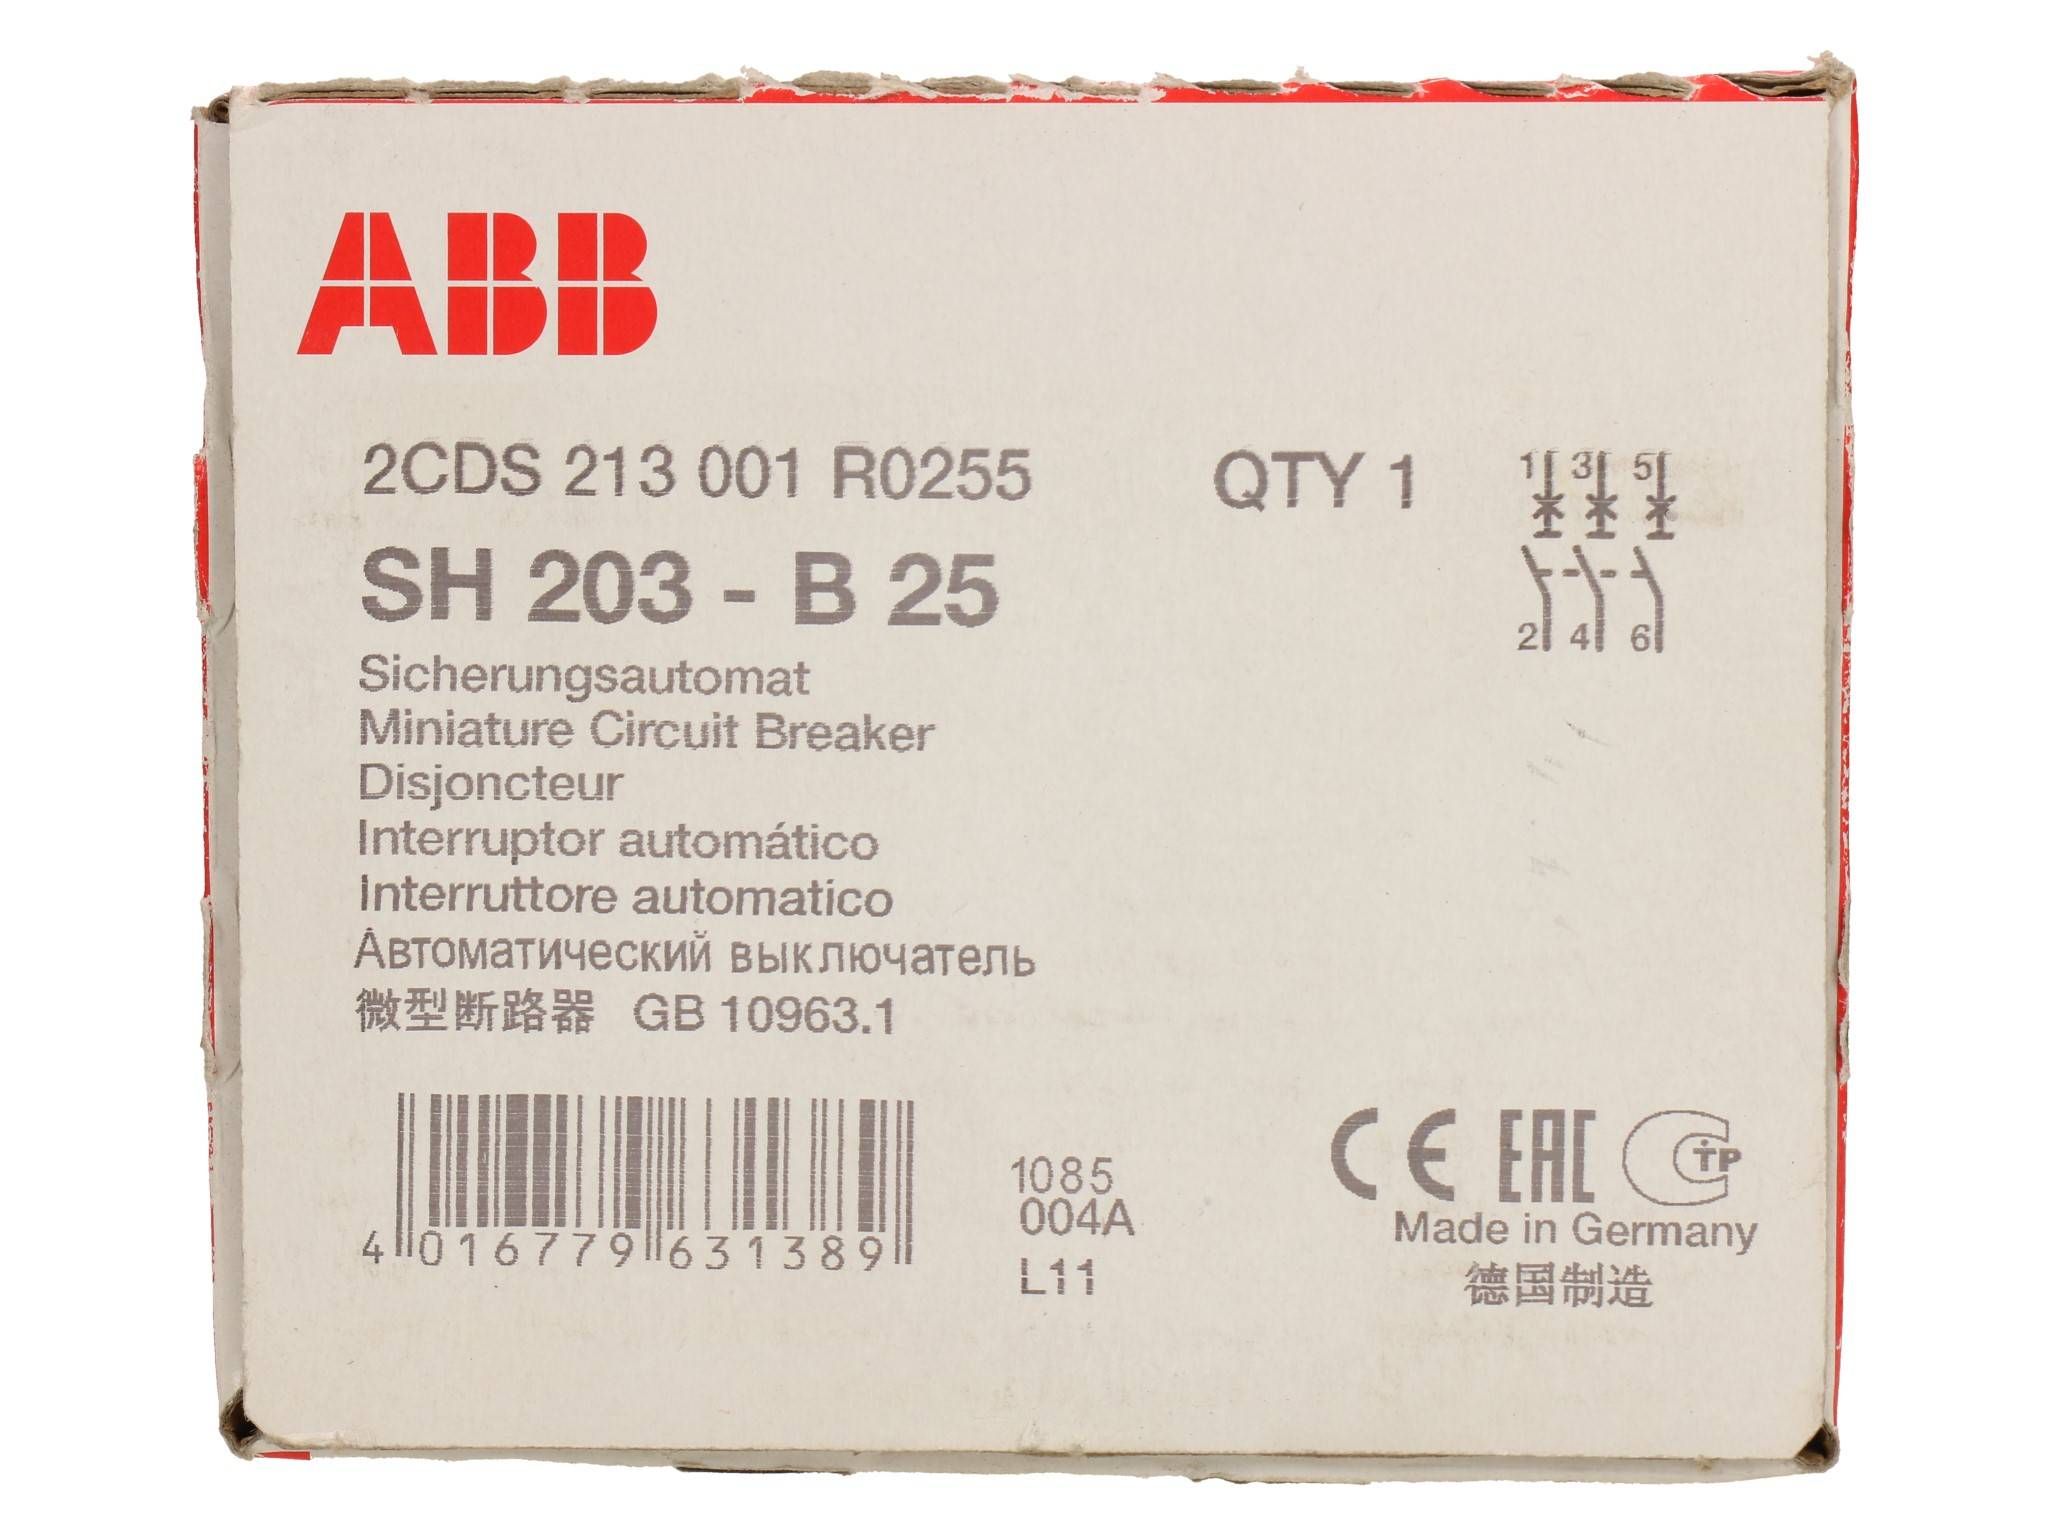 ABB
2CDS 213 001 R0255 QTY 1
1 3 5
SH 203 - B 25
2 4 6
Sicherungsautomat
Miniature Circuit Breaker
Disjoncteur
Interruptor automático
Interruttore automatico
Автоматический выключатель
微型断路器 GB 10963.1
4 016779 631389
1085
004A
L11
CE EAC CTP
Made in Germany
德国制造